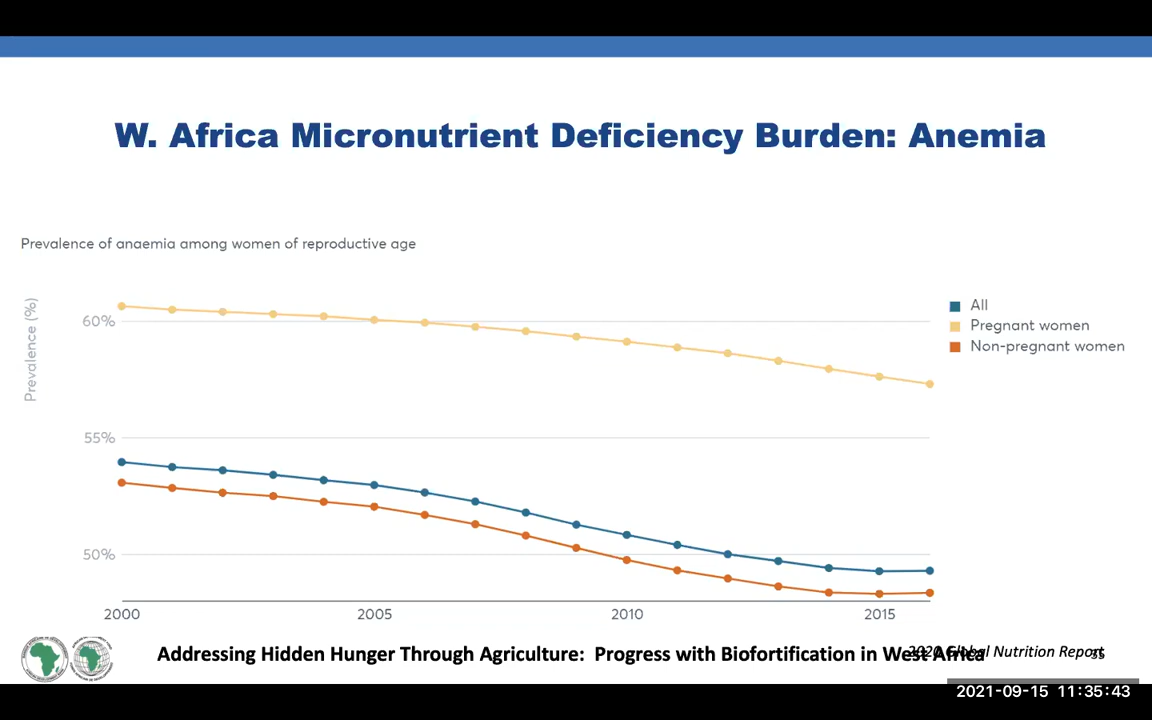 W. Africa Micronutrient Deficiency Burden: Anemia
Prevalence of anaemia among women of reproductive age
Prevalence (%)
60%
55%
50%
2000 2005 2010 2015
All
Pregnant women
Non-pregnant women
Addressing Hidden Hunger Through Agriculture: Progress with Biofortification in West Africa
2020 Global Nutrition Report
2021-09-15 11:35:43